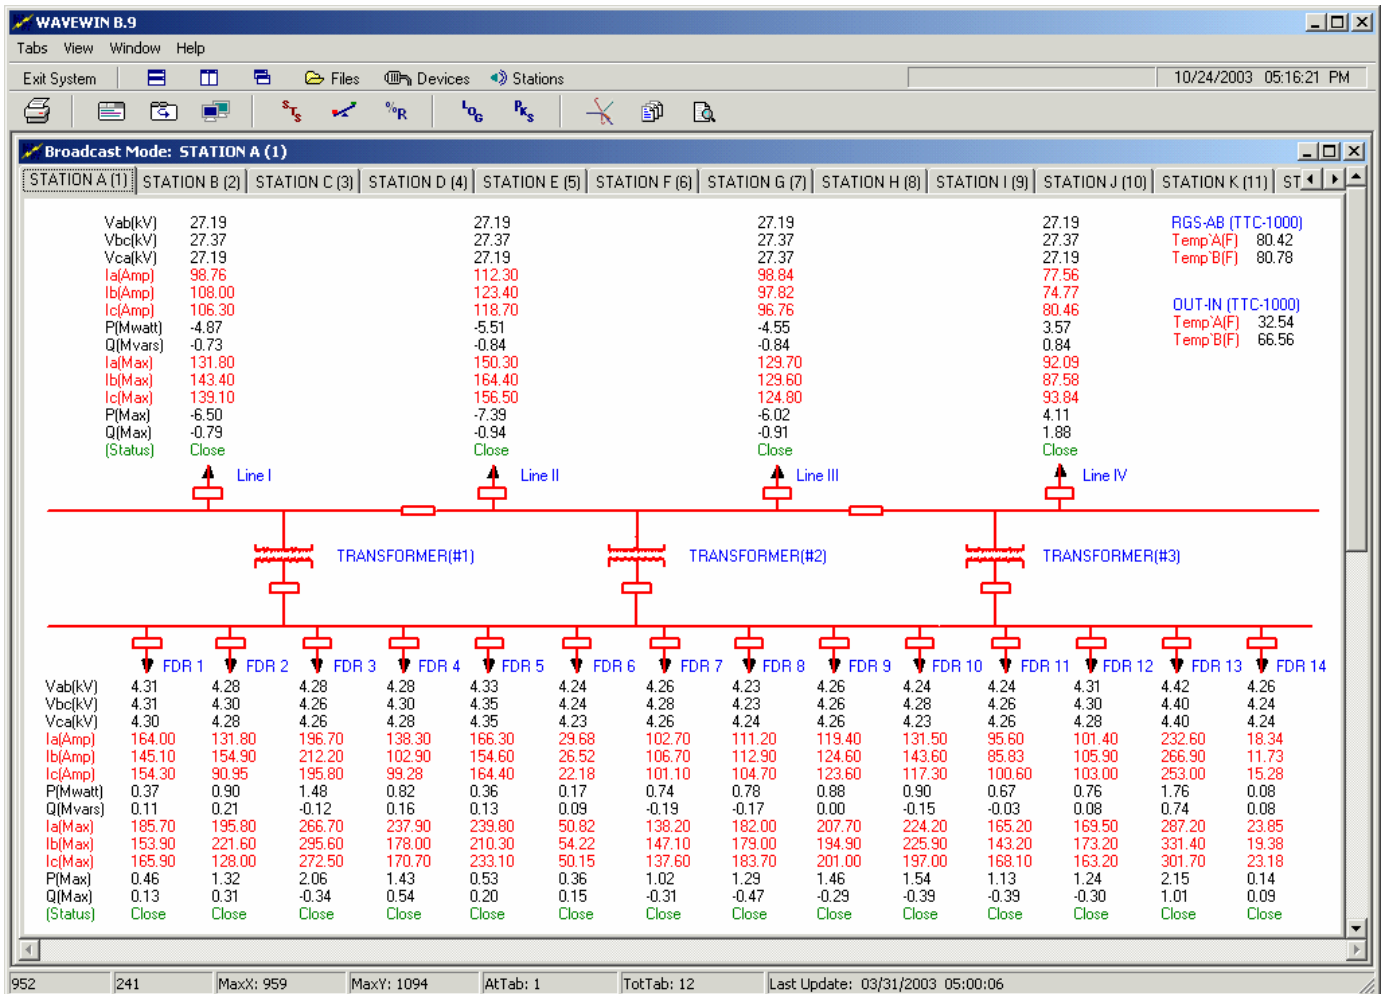 WAVEWIN B.9
Tabs View Window Help
Exit System Files Devices Stations 10/24/2003 05:16:21 PM
STS %R LOG PKS
Broadcast Mode: STATION A (1)
STATION A (1) STATION B (2) STATION C (3) STATION D (4) STATION E (5) STATION F (6) STATION G (7) STATION H (8) STATION I (9) STATION J (10) STATION K (11) ST
Vab(kV) 27.19 27.19 27.19 27.19 RGS-AB (TTC-1000)
Vbc(kV) 27.37 27.37 27.37 27.37 Temp`A(F) 80.42
Vca(kV) 27.19 27.19 27.37 27.19 Temp`B(F) 80.78
Ia(Amp) 98.76 112.30 98.84 77.56
Ib(Amp) 108.00 123.40 97.82 74.77
Ic(Amp) 106.30 118.70 96.76 80.46 OUT-IN (TTC-1000)
P(Mwatt) -4.87 -5.51 -4.55 3.57 Temp`A(F) 32.54
Q(Mvars) -0.73 -0.84 -0.84 0.84 Temp`B(F) 66.56
Ia(Max) 131.80 150.30 129.70 92.09
Ib(Max) 143.40 164.40 129.60 87.58
Ic(Max) 139.10 156.50 124.80 93.84
P(Max) -6.50 -7.39 -6.02 4.11
Q(Max) -0.79 -0.94 -0.91 1.88
(Status) Close Close Close Close
Line I Line II Line III Line IV
TRANSFORMER(#1) TRANSFORMER(#2) TRANSFORMER(#3)
FDR 1 FDR 2 FDR 3 FDR 4 FDR 5 FDR 6 FDR 7 FDR 8 FDR 9 FDR 10 FDR 11 FDR 12 FDR 13 FDR 14
Vab(kV) 4.31 4.28 4.28 4.28 4.33 4.24 4.26 4.23 4.26 4.24 4.24 4.31 4.42 4.26
Vbc(kV) 4.31 4.30 4.26 4.30 4.35 4.24 4.28 4.23 4.26 4.28 4.26 4.30 4.40 4.24
Vca(kV) 4.30 4.28 4.26 4.28 4.35 4.23 4.26 4.24 4.26 4.23 4.26 4.28 4.40 4.24
Ia(Amp) 164.00 131.80 196.70 138.30 166.30 29.68 102.70 111.20 119.40 131.50 95.60 101.40 232.60 18.34
Ib(Amp) 145.10 154.90 212.20 102.90 154.60 26.52 106.70 112.90 124.60 143.60 85.83 105.90 266.90 11.73
Ic(Amp) 154.30 90.95 195.80 99.28 164.40 22.18 101.10 104.70 123.60 117.30 100.60 103.00 253.00 15.28
P(Mwatt) 0.37 0.90 1.48 0.82 0.36 0.17 0.74 0.78 0.88 0.90 0.67 0.76 1.76 0.08
Q(Mvars) 0.11 0.21 -0.12 0.16 0.13 0.09 -0.19 -0.17 0.00 -0.15 -0.03 0.08 0.74 0.08
Ia(Max) 185.70 195.80 266.70 237.90 239.80 50.82 138.20 182.00 207.70 224.20 165.20 169.50 287.20 23.85
Ib(Max) 153.90 221.60 295.60 178.00 210.30 54.22 147.10 179.00 194.90 225.90 143.20 173.20 331.40 19.38
Ic(Max) 165.90 128.00 272.50 170.70 233.10 50.15 137.60 183.70 201.00 197.00 168.10 163.20 301.70 23.18
P(Max) 0.46 1.32 2.06 1.43 0.53 0.36 1.02 1.29 1.46 1.54 1.13 1.24 2.15 0.14
Q(Max) 0.13 0.31 -0.34 0.54 0.20 0.15 -0.31 -0.47 -0.29 -0.39 -0.39 -0.30 1.01 0.09
(Status) Close Close Close Close Close Close Close Close Close Close Close Close Close Close
952 241 MaxX: 959 MaxY: 1094 AtTab: 1 TotTab: 12 Last Update: 03/31/2003 05:00:06